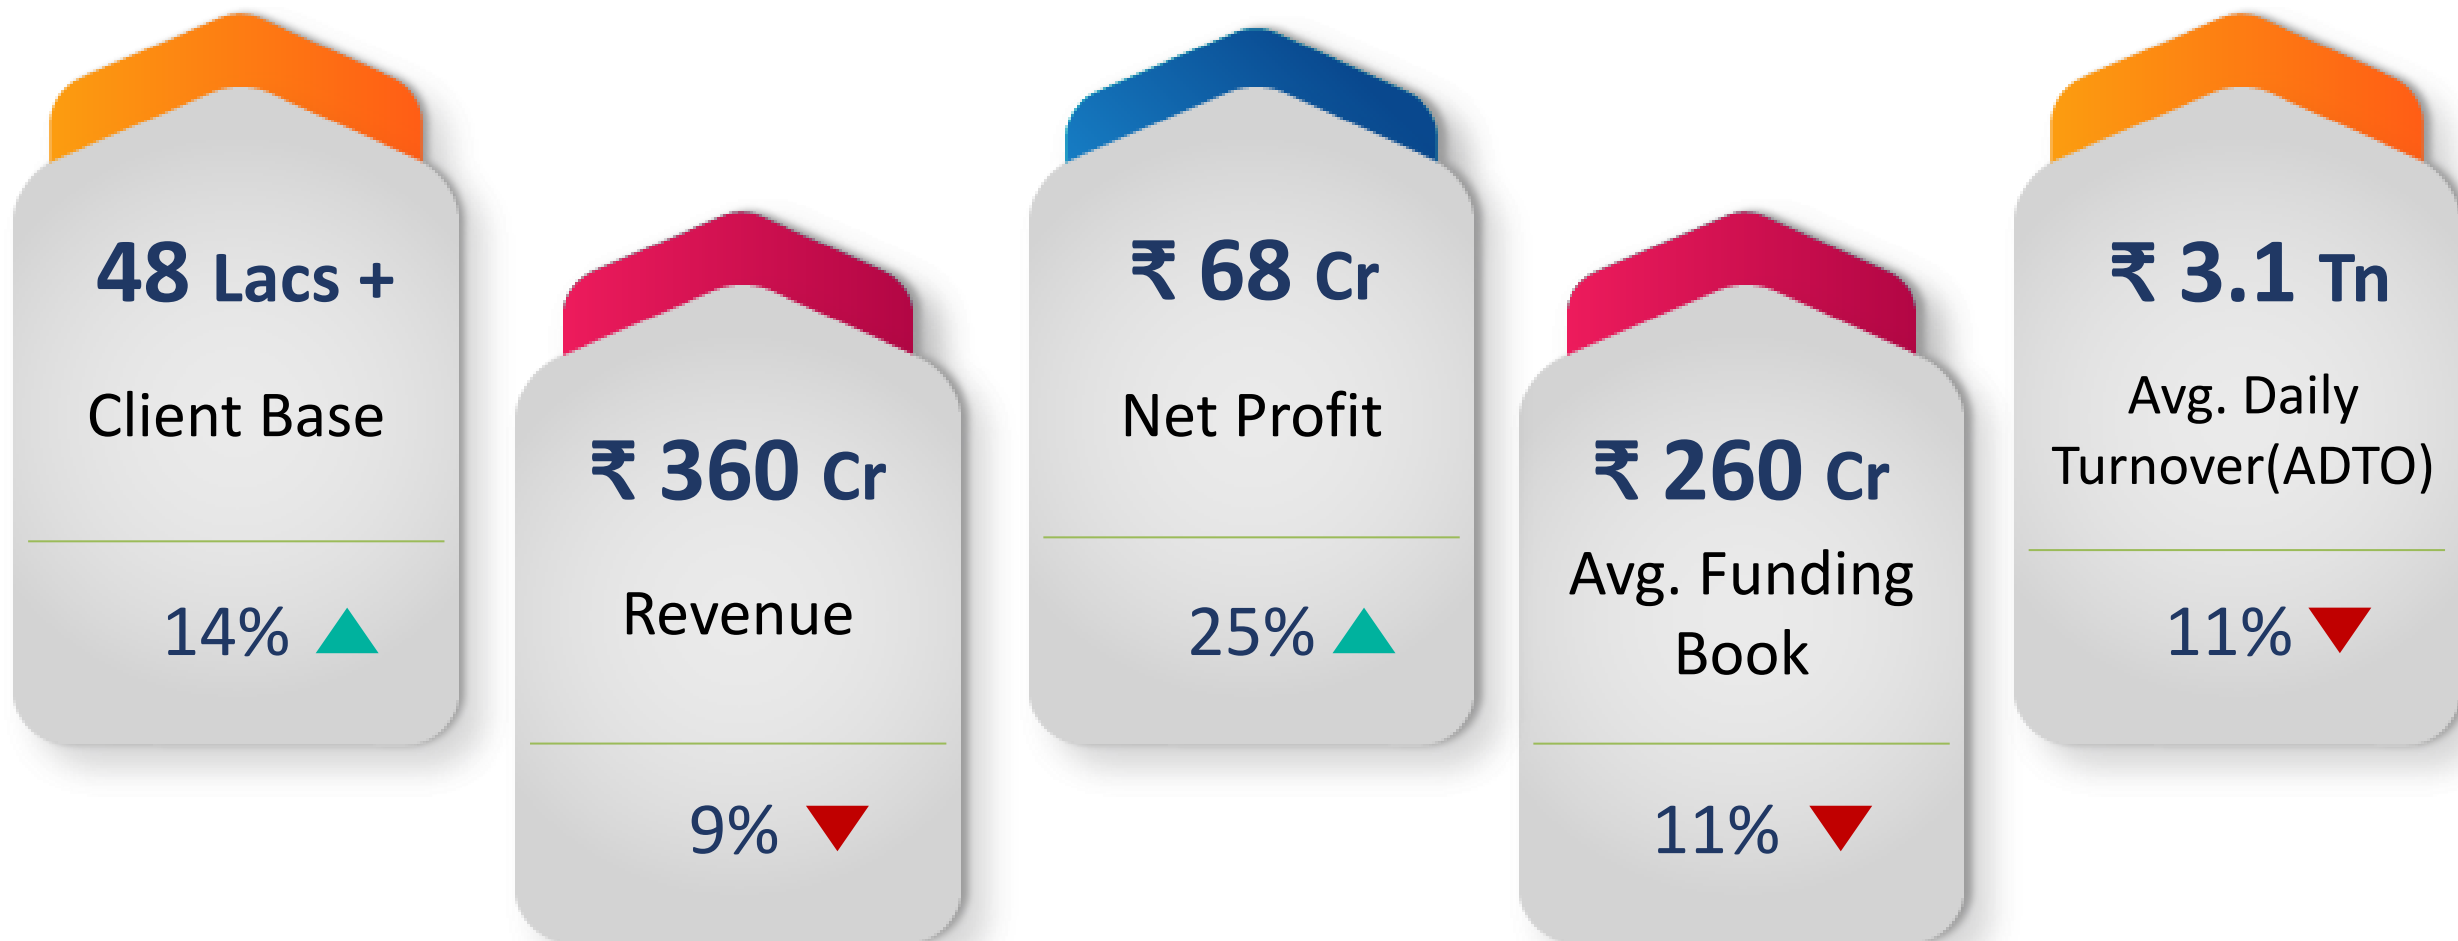 48 Lacs +
Client Base
14%
₹ 360 Cr
Revenue
9%
₹ 68 Cr
Net Profit
25%
₹ 260 Cr
Avg. Funding
Book
11%
₹ 3.1 Tn
Avg. Daily
Turnover(ADTO)
11%